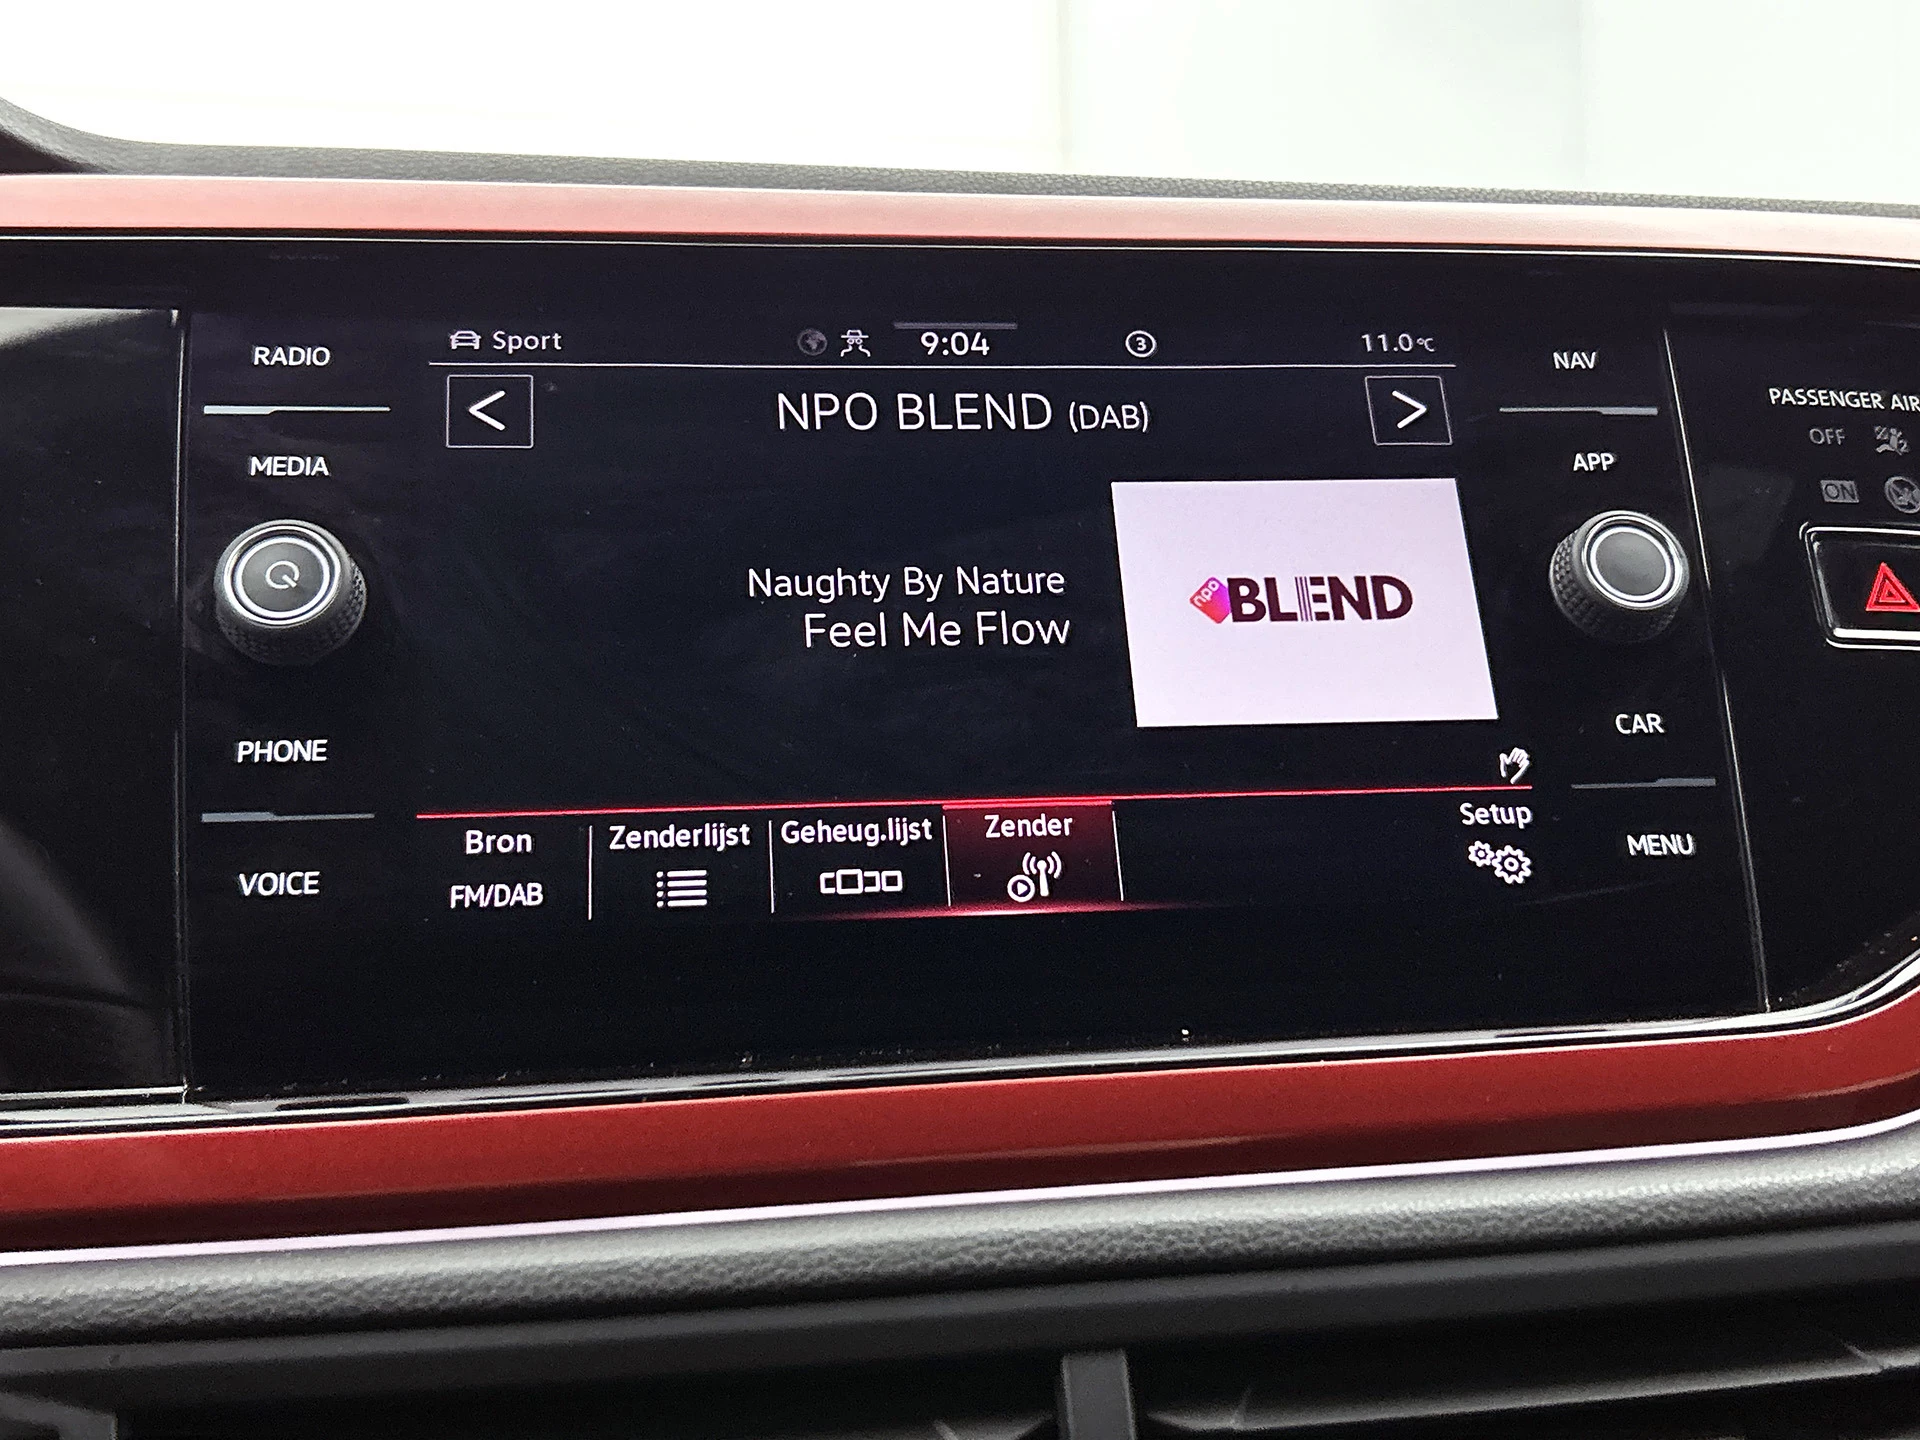 RADIO
MEDIA
PHONE
VOICE
Sport
9:04
3
11.0°C
NPO BLEND (DAB)
Naughty By Nature
Feel Me Flow
npo BLEND
Bron
FM/DAB
Zenderlijst
Geheug.lijst
Zender
Setup
NAV
APP
CAR
MENU
PASSENGER AIR
OFF
ON